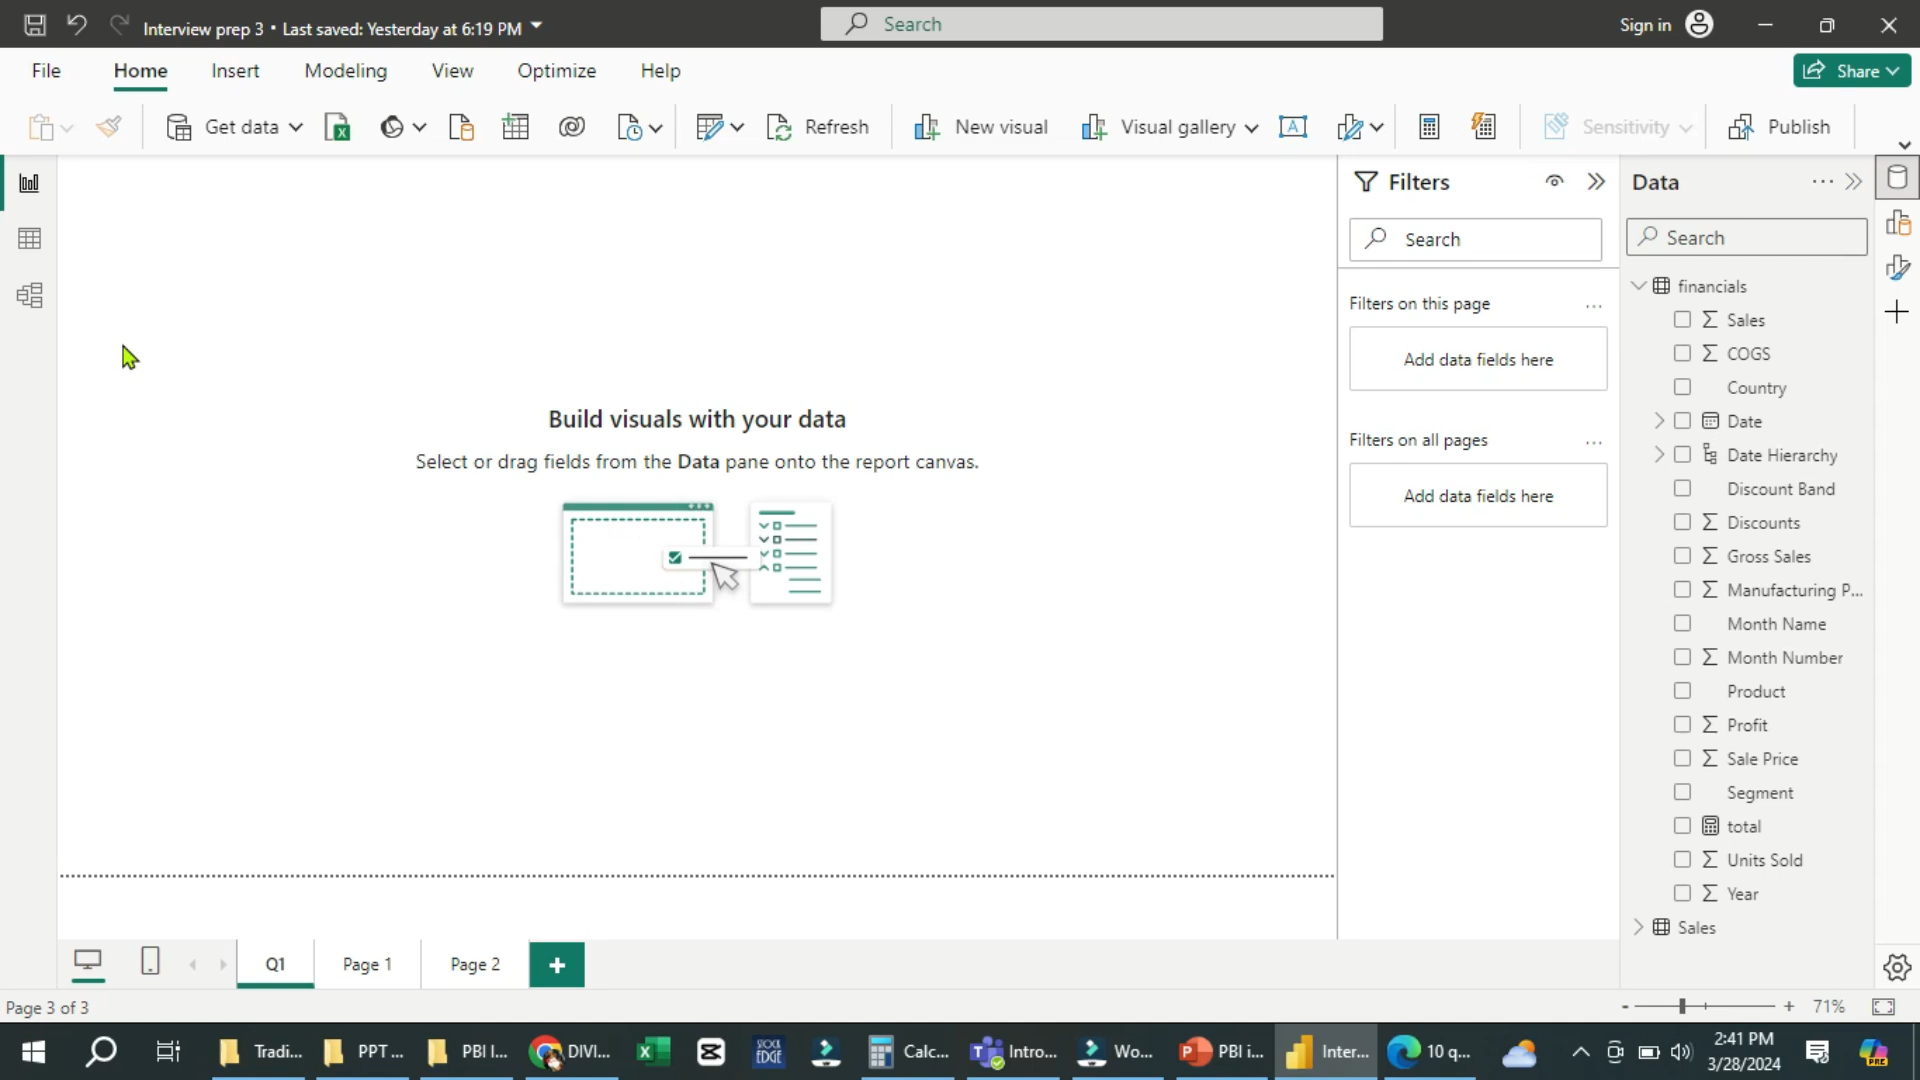 Interview prep 3 • Last saved: Yesterday at 6:19 PM
Search
Sign in
File Home Insert Modeling View Optimize Help
Share
Get data
Refresh
New visual
Visual gallery
Sensitivity
Publish
Build visuals with your data
Select or drag fields from the Data pane onto the report canvas.
Filters
Search
Filters on this page
Add data fields here
Filters on all pages
Add data fields here
Data
Search
financials
Sales
COGS
Country
Date
Date Hierarchy
Discount Band
Discounts
Gross Sales
Manufacturing P...
Month Name
Month Number
Product
Profit
Sale Price
Segment
total
Units Sold
Year
Sales
Q1 Page 1 Page 2
Page 3 of 3
- + 71%
Tradi... PPT ... PBI I... DIVI... STOCK EDGE Calc... Intro... Wo... PBI i... Inter... 10 q...
2:41 PM
3/28/2024
PRE